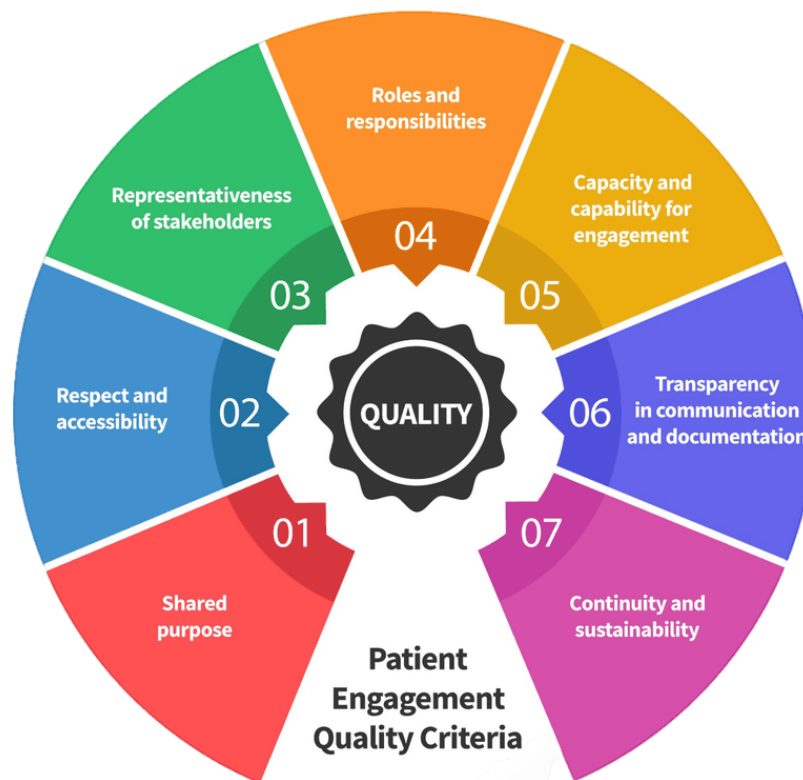 01
Shared
purpose
02
Respect and
accessibility
03
Representativeness
of stakeholders
04
Roles and
responsibilities
05
Capacity and
capability for
engagement
06
Transparency
in communication
and documentation
07
Continuity and
sustainability
QUALITY
Patient
Engagement
Quality Criteria